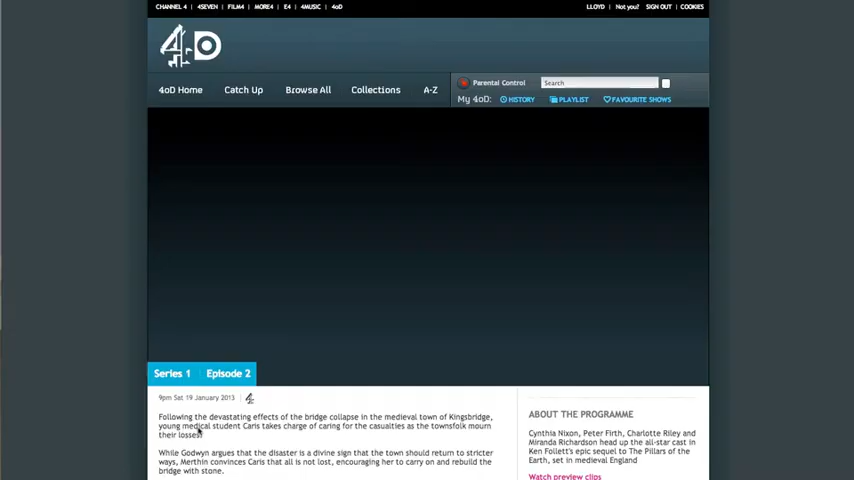 CHANNEL 4 | 4SEVEN | FILM4 | MORE4 | E4 | 4MUSIC | 4oD
LLOYD | Not you? SIGN OUT | COOKIES
4oD
4oD Home Catch Up Browse All Collections A-Z
Parental Control Search
My 4oD: HISTORY PLAYLIST FAVOURITE SHOWS
Series 1 Episode 2
9pm Sat 19 January 2013 | 4
Following the devastating effects of the bridge collapse in the medieval town of Kingsbridge,
young medical student Caris takes charge of caring for the casualties as the townsfolk mourn
their losses.
While Godwyn argues that the disaster is a divine sign that the town should return to stricter
ways, Merthin convinces Caris that all is not lost, encouraging her to carry on and rebuild the
bridge with stone.
ABOUT THE PROGRAMME
Cynthia Nixon, Peter Firth, Charlotte Riley and
Miranda Richardson head up the all-star cast in
Ken Follett's epic sequel to The Pillars of the
Earth, set in medieval England
Watch preview clips